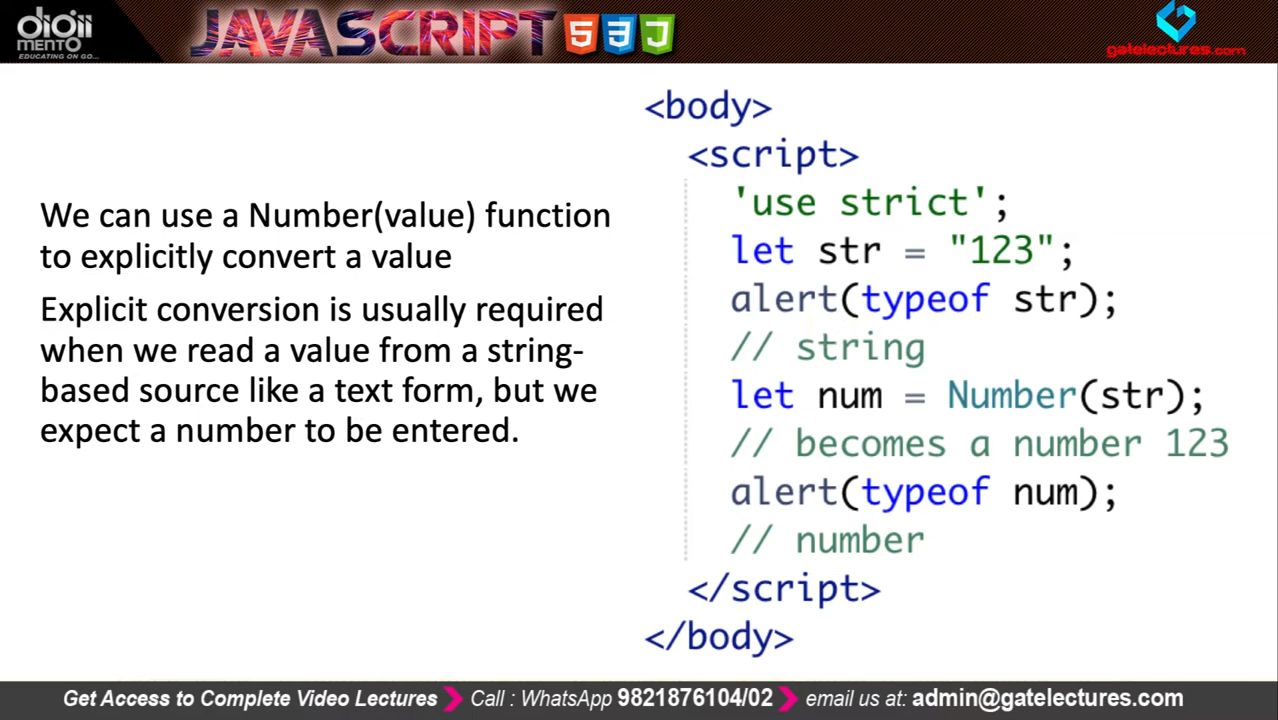 DIGII
MENTO
EDUCATING ON GO...
JAVASCRIPT 5 3 J
gatelectures.com
We can use a Number(value) function
to explicitly convert a value
Explicit conversion is usually required
when we read a value from a string-
based source like a text form, but we
expect a number to be entered.
<body>
<script>
'use strict';
let str = "123";
alert(typeof str);
// string
let num = Number(str);
// becomes a number 123
alert(typeof num);
// number
</script>
</body>
Get Access to Complete Video Lectures Call : WhatsApp 9821876104/02 email us at: admin@gatelectures.com